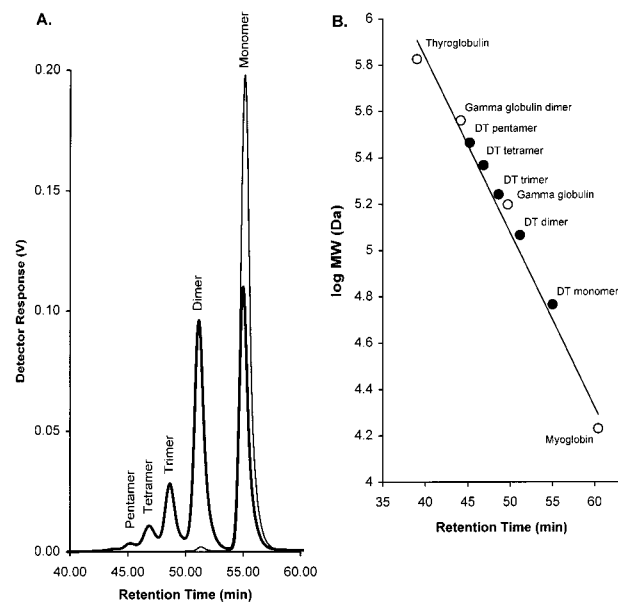 A.
Monomer
0.20
0.15
0.10
0.05
0.00
Detector Response (V)
Dimer
Trimer
Tetramer
Pentamer
40.00 45.00 50.00 55.00 60.00
Retention Time (min)
B.
6
5.8
5.6
5.4
5.2
5
4.8
4.6
4.4
4.2
4
log MW (Da)
Thyroglobulin
Gamma globulin dimer
DT pentamer
DT tetramer
DT trimer
Gamma globulin
DT dimer
DT monomer
Myoglobin
35 40 45 50 55 60
Retention Time (min)